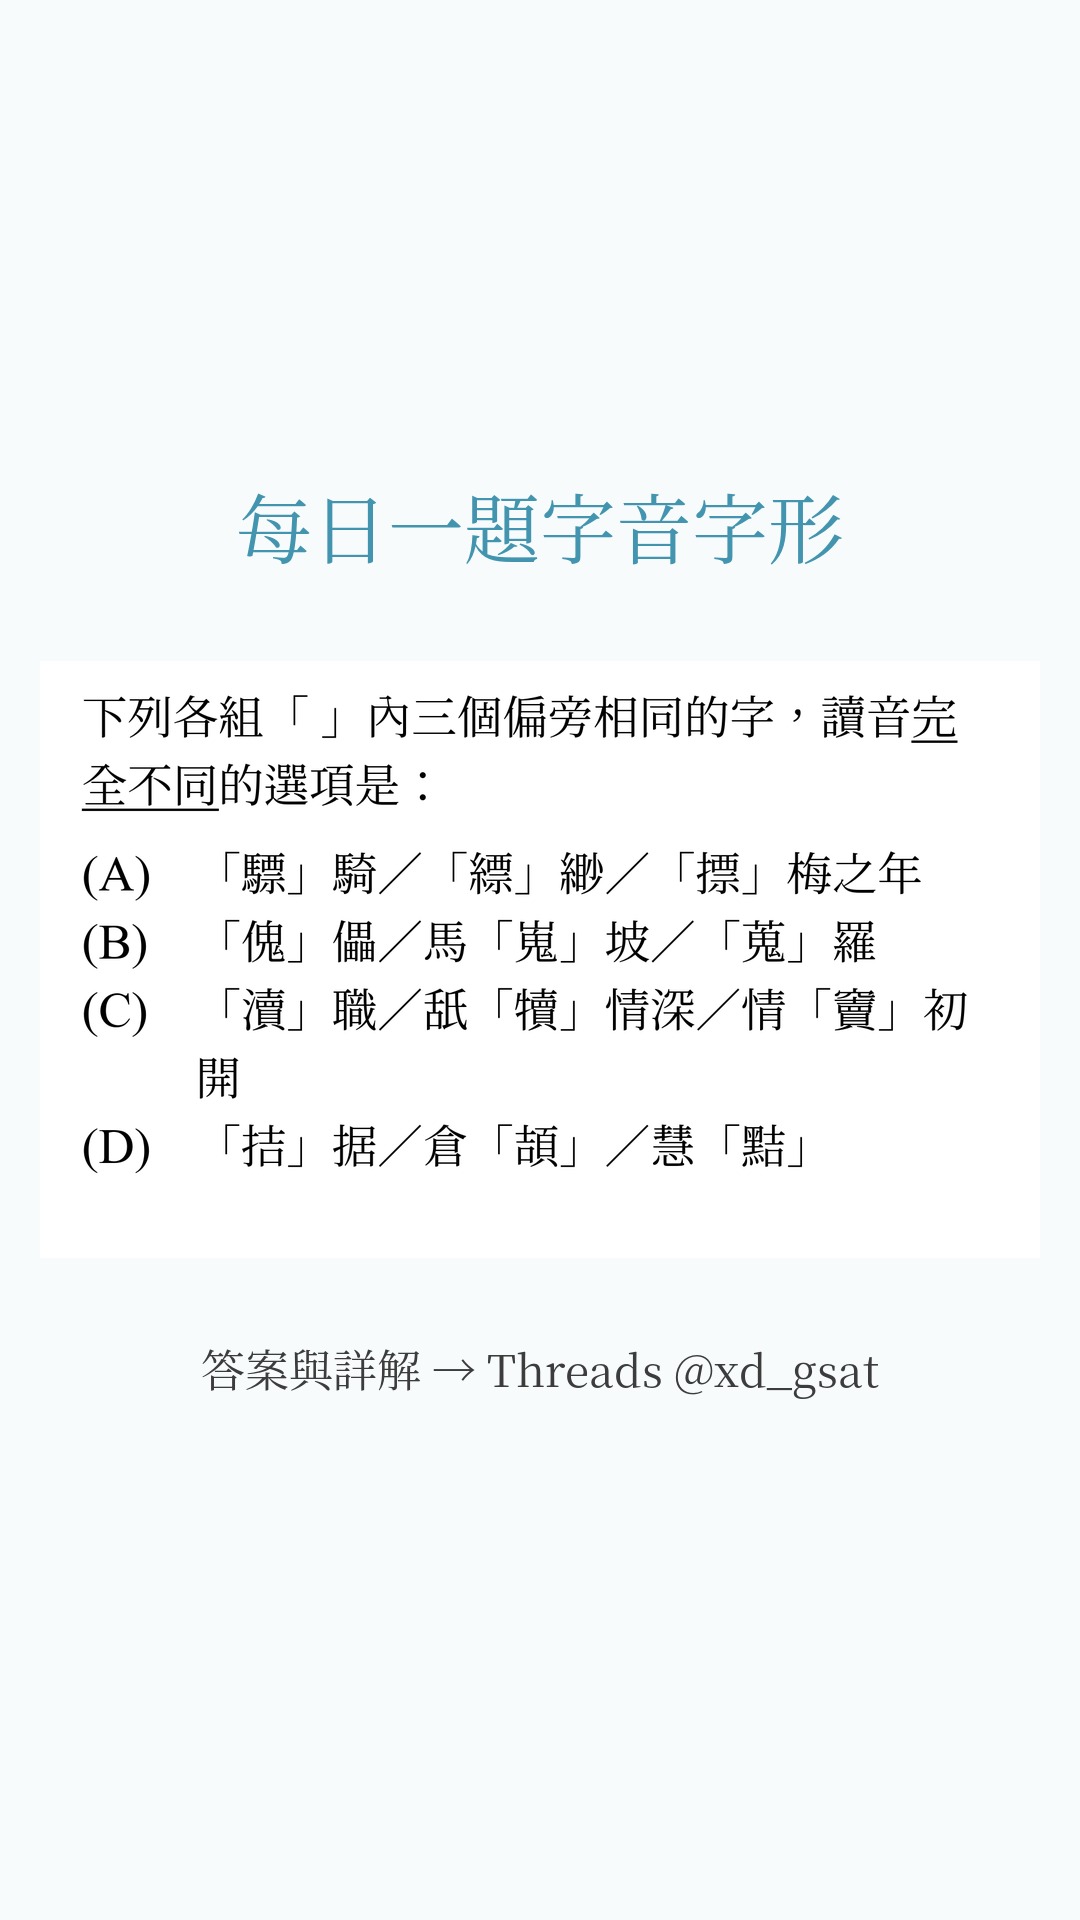 每日一題字音字形
下列各組「 」內三個偏旁相同的字，讀音完
全不同的選項是：
(A) 「驃」騎／「縹」緲／「摽」梅之年
(B) 「傀」儡／馬「嵬」坡／「蒐」羅
(C) 「瀆」職／舐「犢」情深／情「竇」初
開
(D) 「拮」据／倉「頡」／慧「黠」
答案與詳解 → Threads @xd_gsat